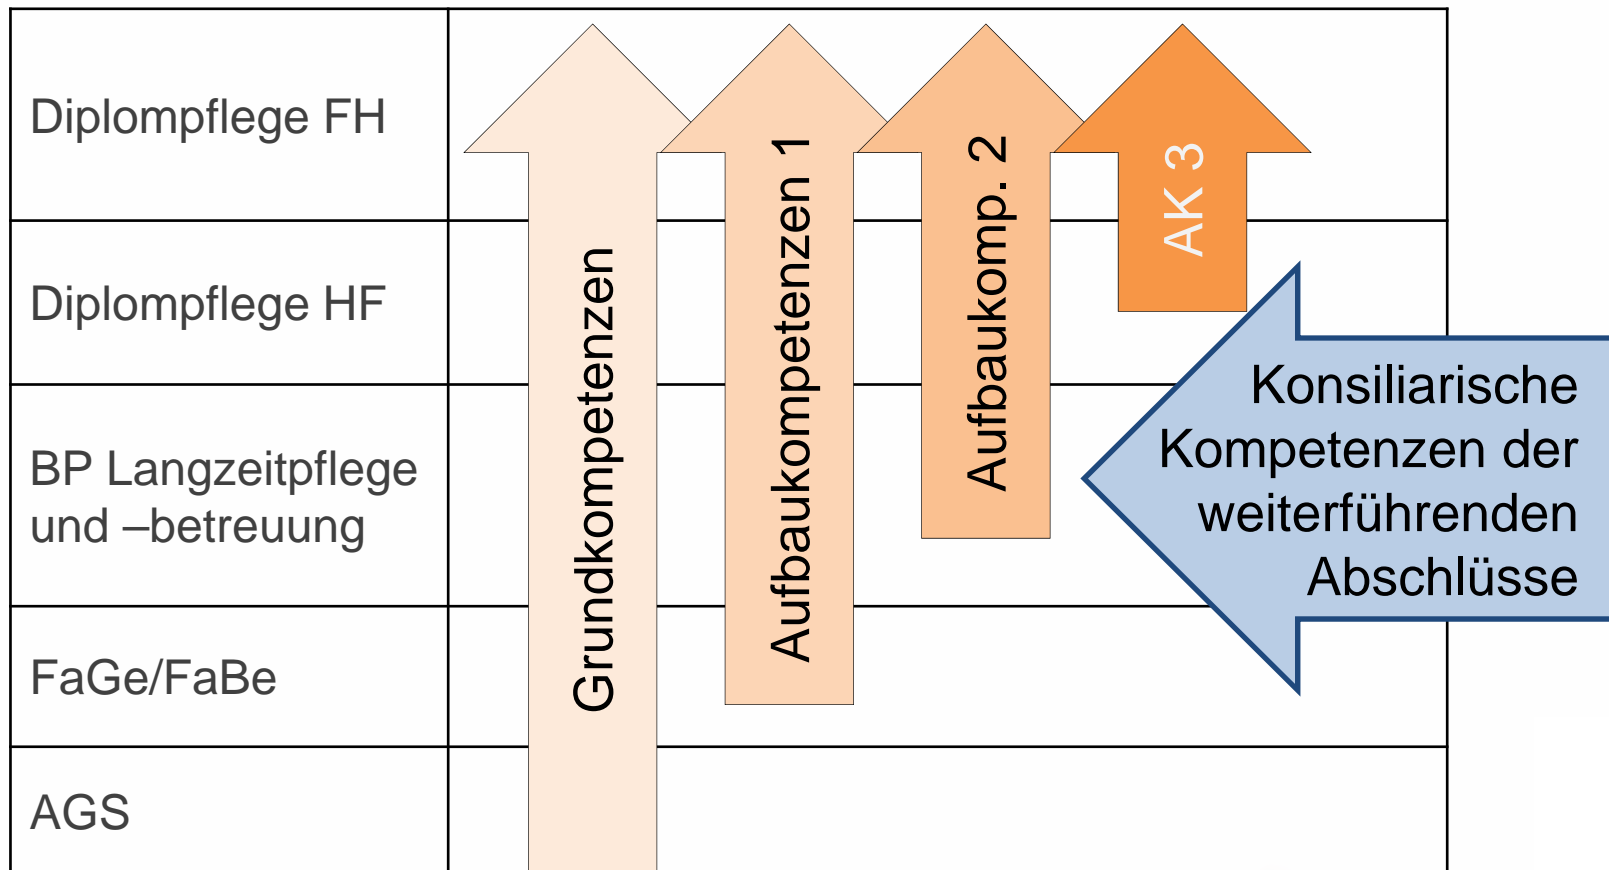 Diplompflege FH
Diplompflege HF
BP Langzeitpflege
und –betreuung
FaGe/FaBe
AGS
Grundkompetenzen
Aufbaukompetenzen 1
Aufbaukomp. 2
AK 3
Konsiliarische
Kompetenzen der
weiterführenden
Abschlüsse